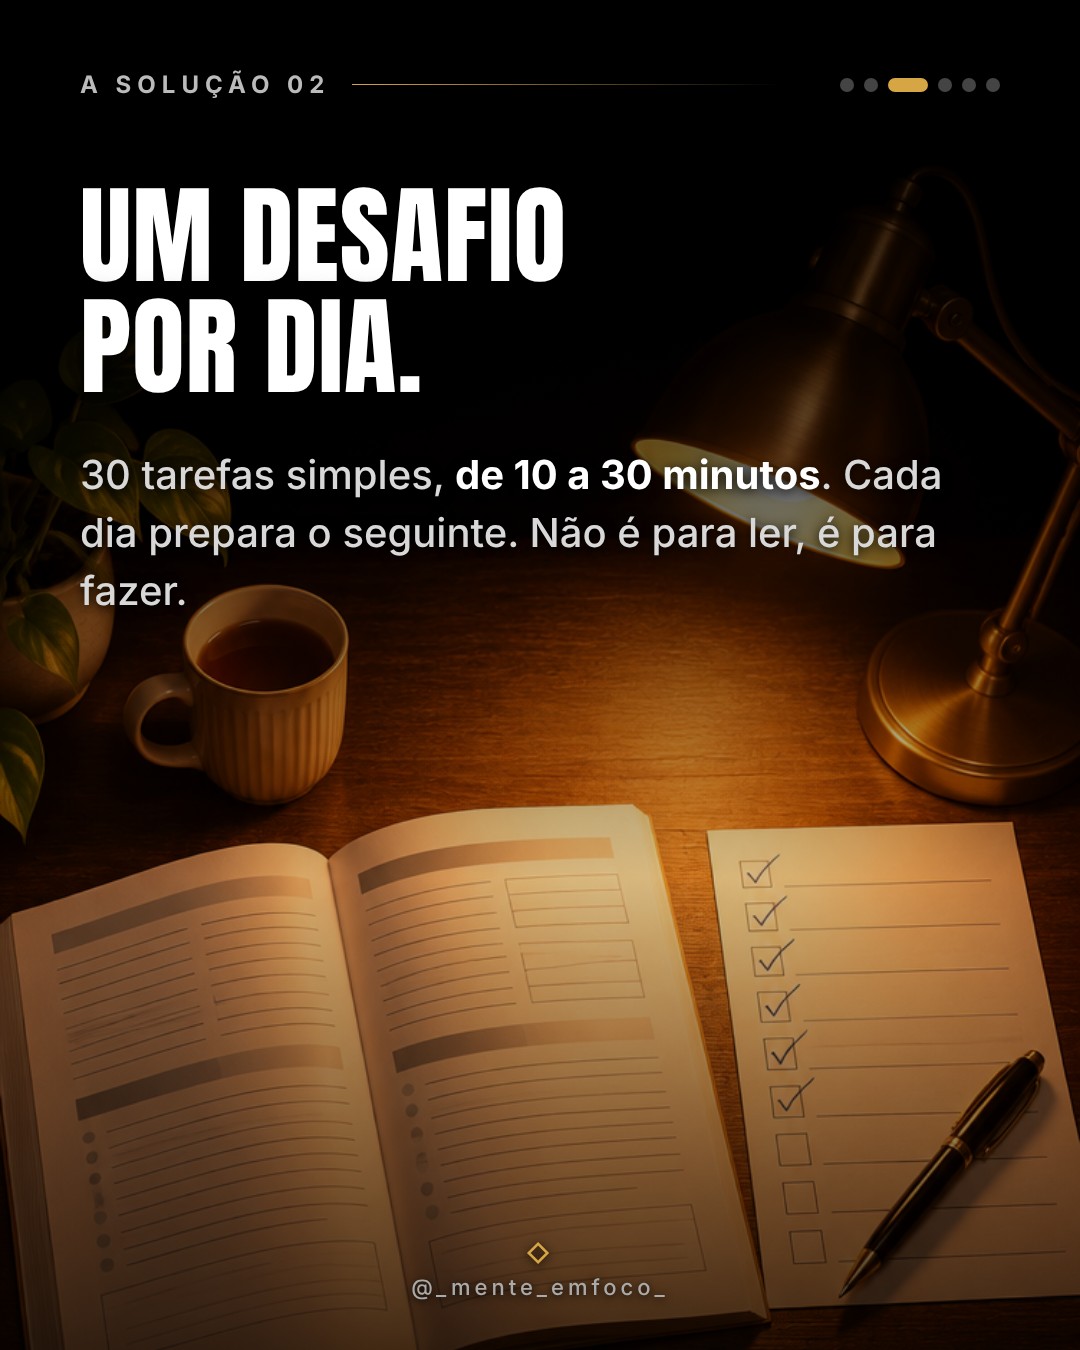 A SOLUÇÃO 02
UM DESAFIO
POR DIA.
30 tarefas simples, de 10 a 30 minutos. Cada
dia prepara o seguinte. Não é para ler, é para
fazer.
@_mente_emfoco_